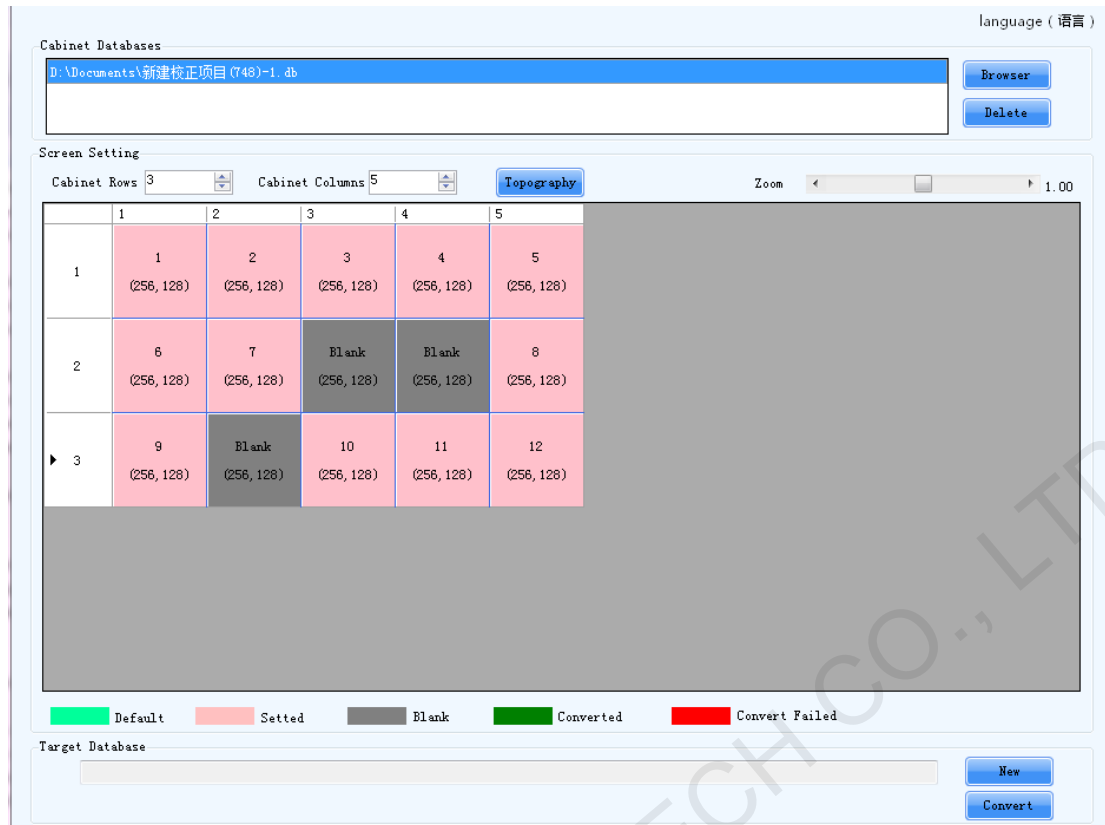 language ( 语言 )
Cabinet Databases
D:\Documents\新建校正项目(748)-1.db
Browser
Delete
Screen Setting
Cabinet Rows 3 Cabinet Columns 5 Topography Zoom 1.00
1 2 3 4 5
1 2 3 4 5
1
(256, 128) (256, 128) (256, 128) (256, 128) (256, 128)
6 7 Blank Blank 8
2
(256, 128) (256, 128) (256, 128) (256, 128) (256, 128)
9 Blank 10 11 12
3
(256, 128) (256, 128) (256, 128) (256, 128) (256, 128)
Default Setted Blank Converted Convert Failed
Target Database
New
Convert
TECH CO., LTD